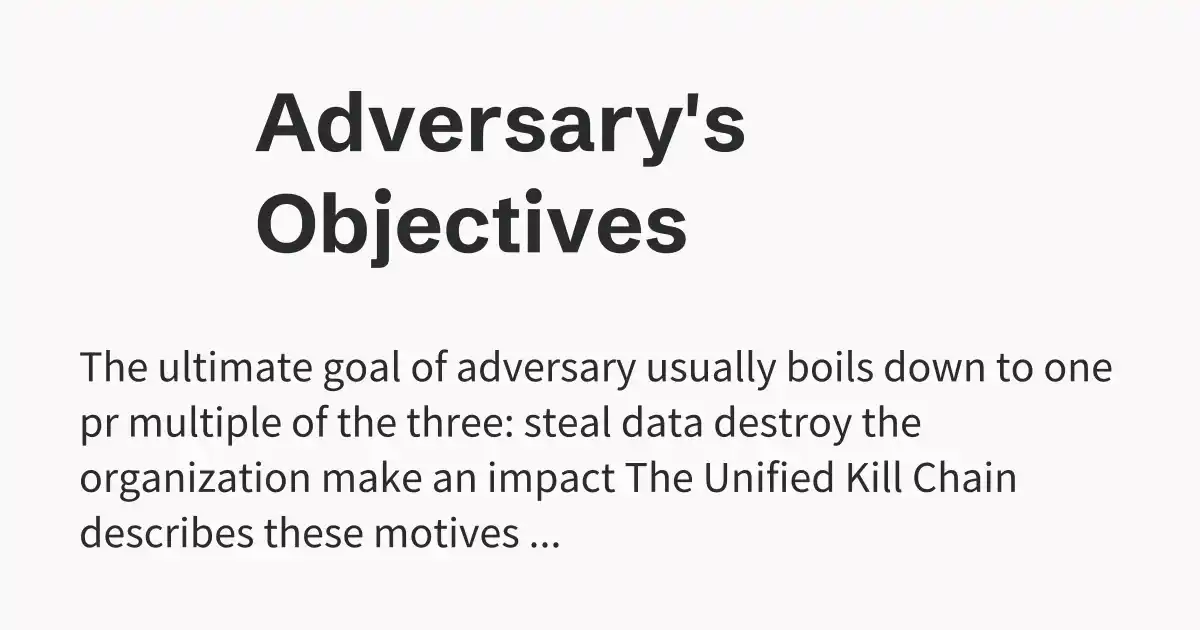 Adversary's
Objectives
The ultimate goal of adversary usually boils down to one
pr multiple of the three: steal data destroy the
organization make an impact The Unified Kill Chain
describes these motives ...